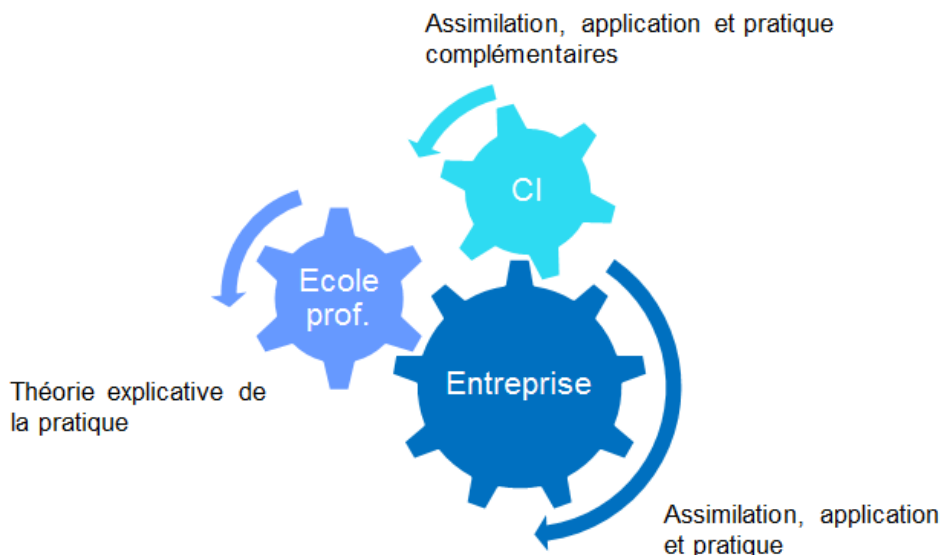 Assimilation, application et pratique
complémentaires
CI
Ecole
prof.
Entreprise
Théorie explicative de
la pratique
Assimilation, application
et pratique